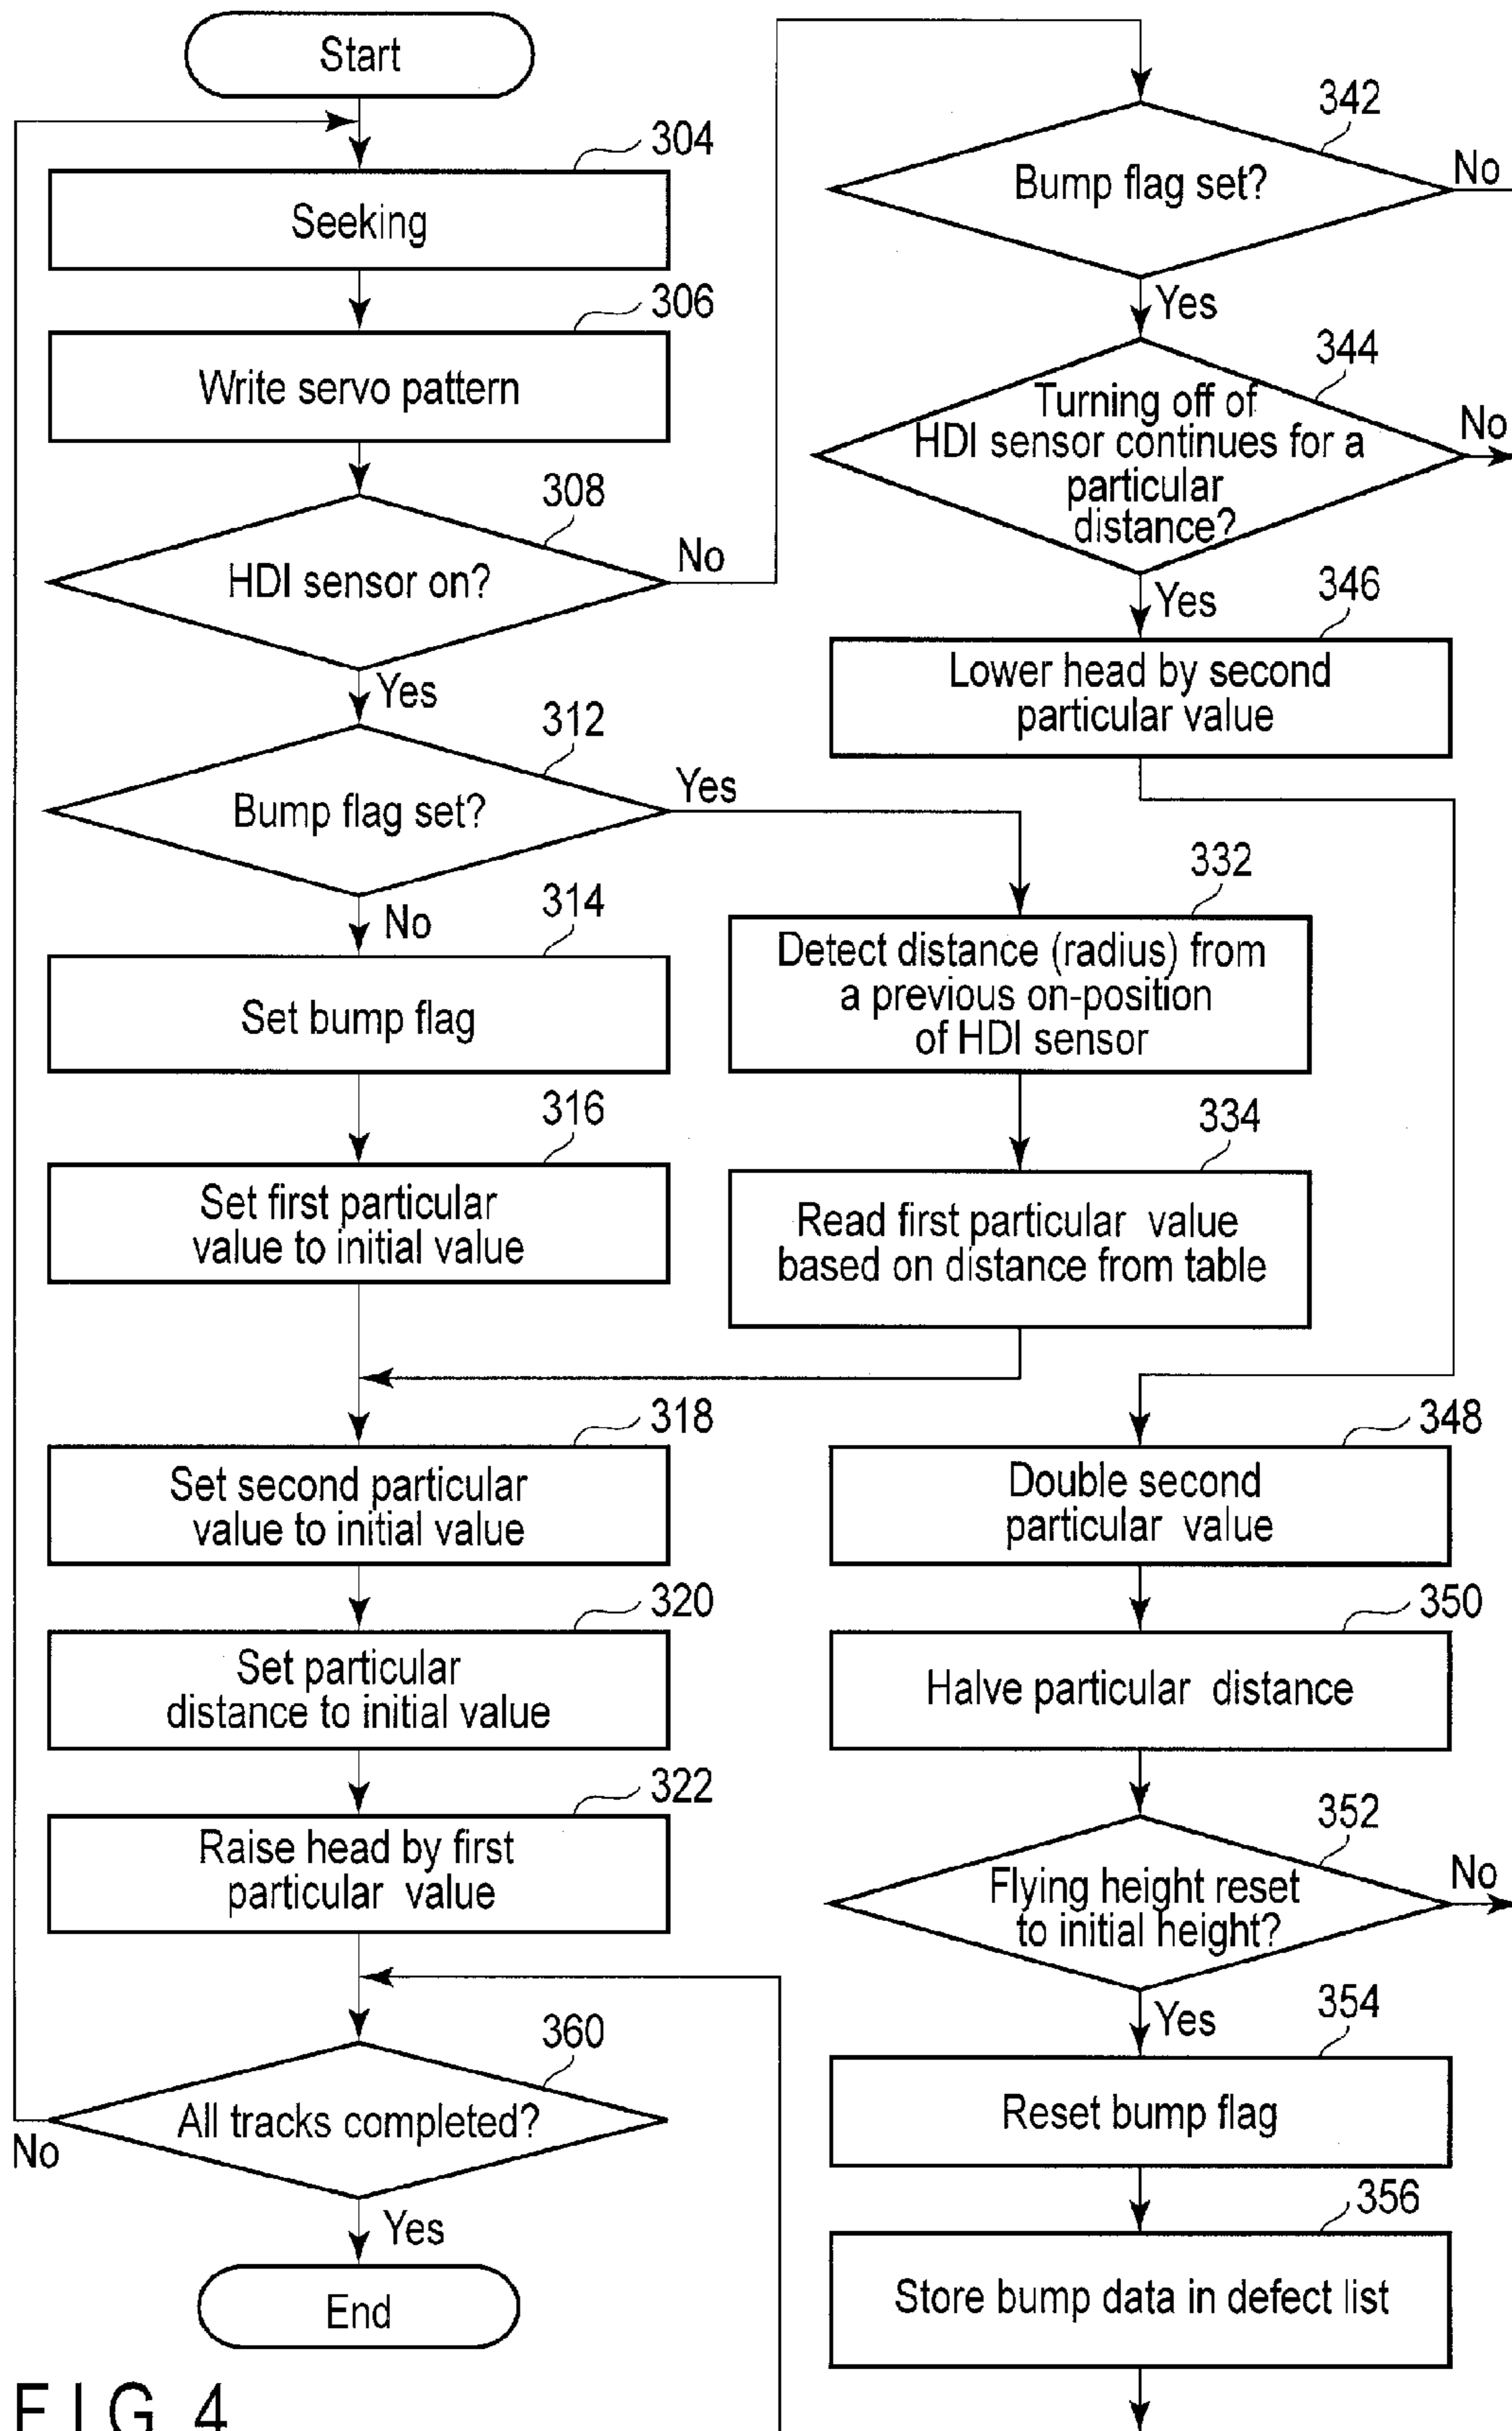 Start
304
Seeking
306
Write servo pattern
308
HDI sensor on?
No
Yes
312
Bump flag set?
Yes
No
314
Set bump flag
316
Set first particular
value to initial value
318
Set second particular
value to initial value
320
Set particular
distance to initial value
322
Raise head by first
particular value
360
All tracks completed?
No
Yes
End
332
Detect distance (radius) from
a previous on-position
of HDI sensor
334
Read first particular value
based on distance from table
342
Bump flag set?
No
Yes
344
Turning off of
HDI sensor continues for a
particular
distance?
No
Yes
346
Lower head by second
particular value
348
Double second
particular value
350
Halve particular distance
352
Flying height reset
to initial height?
No
Yes
354
Reset bump flag
356
Store bump data in defect list
FIG. 4